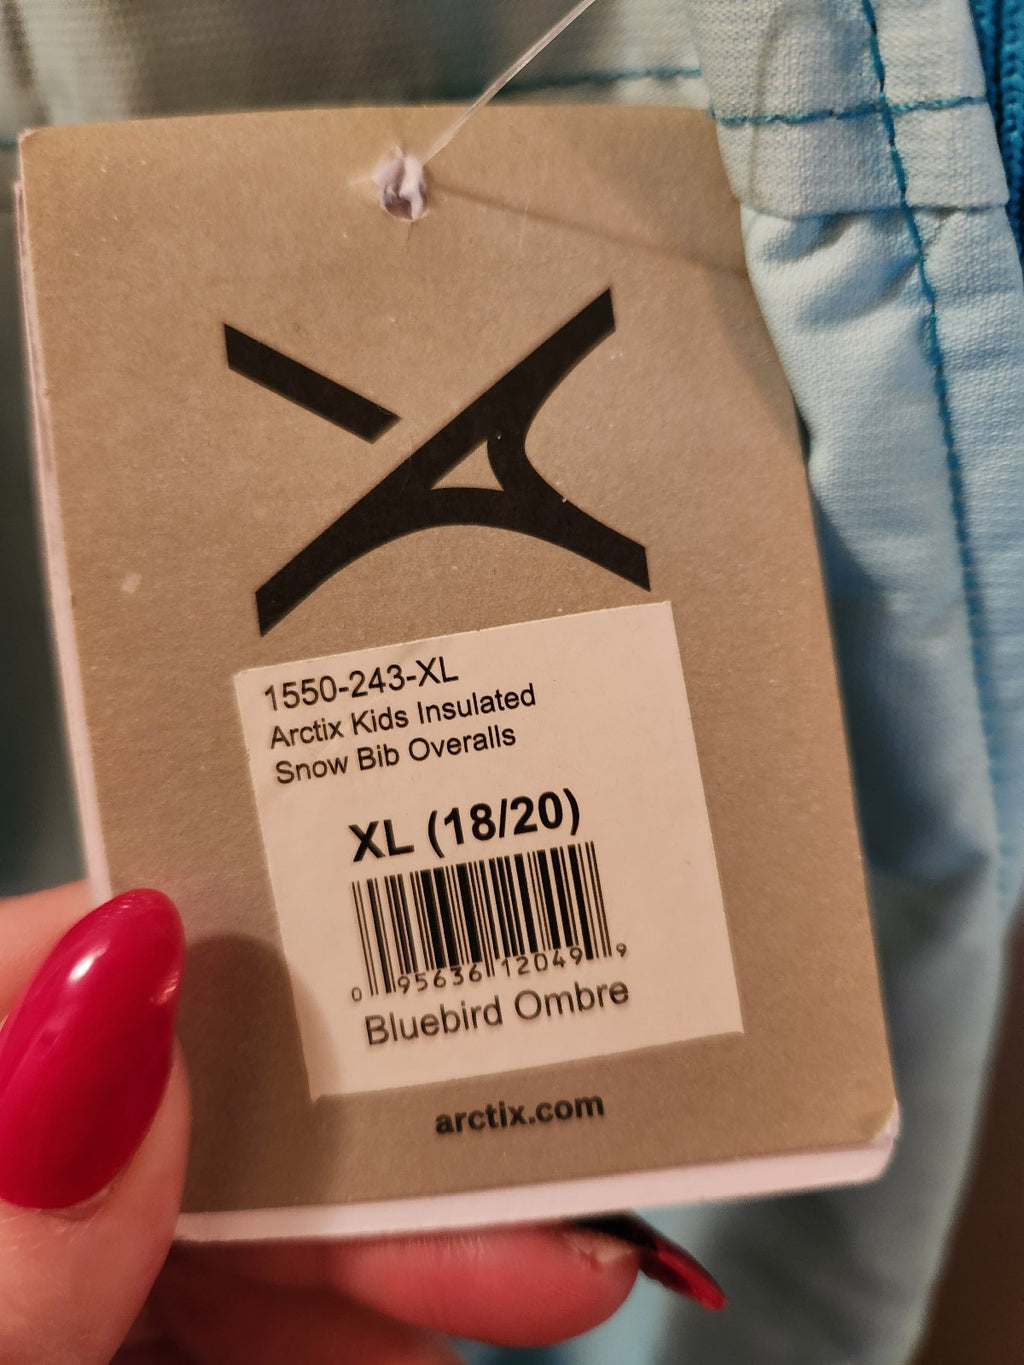 1550-243-XL
Arctix Kids Insulated
Snow Bib Overalls
XL (18/20)
0 95636 12049 9
Bluebird Ombre
arctix.com